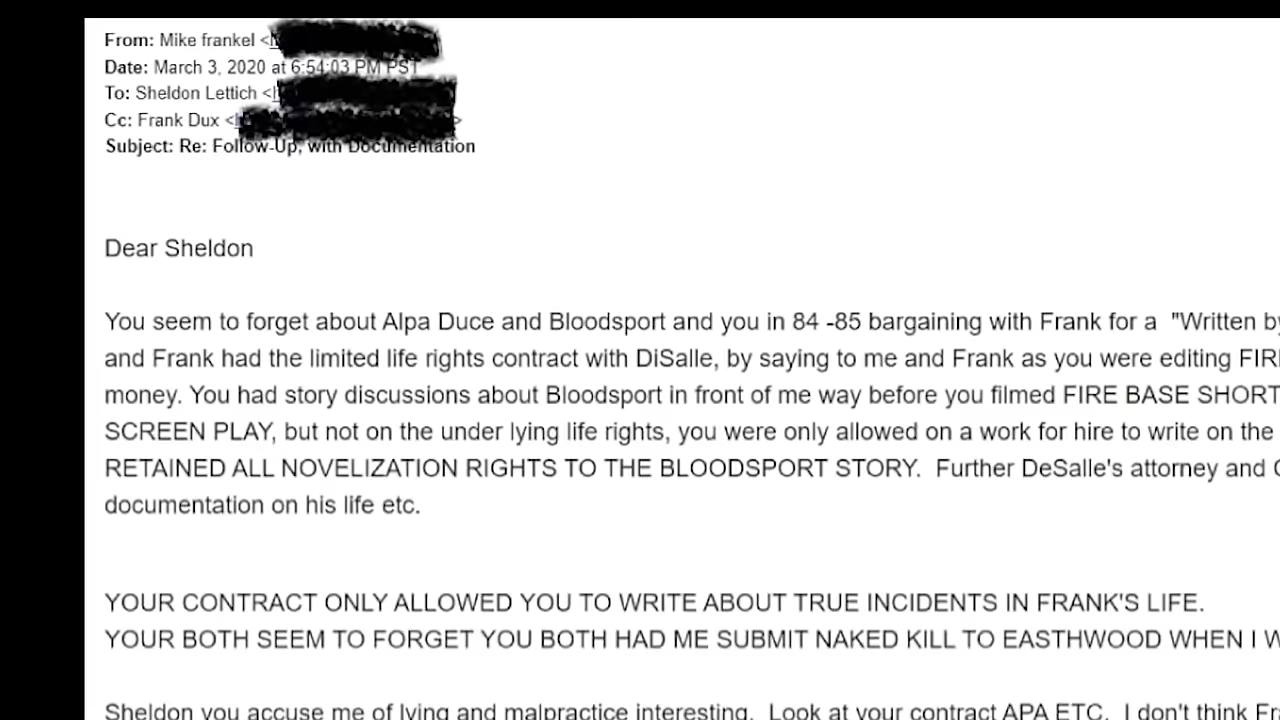 From: Mike frankel <
Date: March 3, 2020 at 6:54:03 PM PST
To: Sheldon Lettich <
Cc: Frank Dux < >
Subject: Re: Follow-Up, with Documentation
Dear Sheldon
You seem to forget about Alpa Duce and Bloodsport and you in 84 -85 bargaining with Frank for a "Written by
and Frank had the limited life rights contract with DiSalle, by saying to me and Frank as you were editing FIR
money. You had story discussions about Bloodsport in front of me way before you filmed FIRE BASE SHORT
SCREEN PLAY, but not on the under lying life rights, you were only allowed on a work for hire to write on the
RETAINED ALL NOVELIZATION RIGHTS TO THE BLOODSPORT STORY. Further DeSalle's attorney and
documentation on his life etc.
YOUR CONTRACT ONLY ALLOWED YOU TO WRITE ABOUT TRUE INCIDENTS IN FRANK'S LIFE.
YOUR BOTH SEEM TO FORGET YOU BOTH HAD ME SUBMIT NAKED KILL TO EASTHWOOD WHEN I W
Sheldon you accuse me of lying and malpractice interesting. Look at your contract APA ETC. I don't think Fr